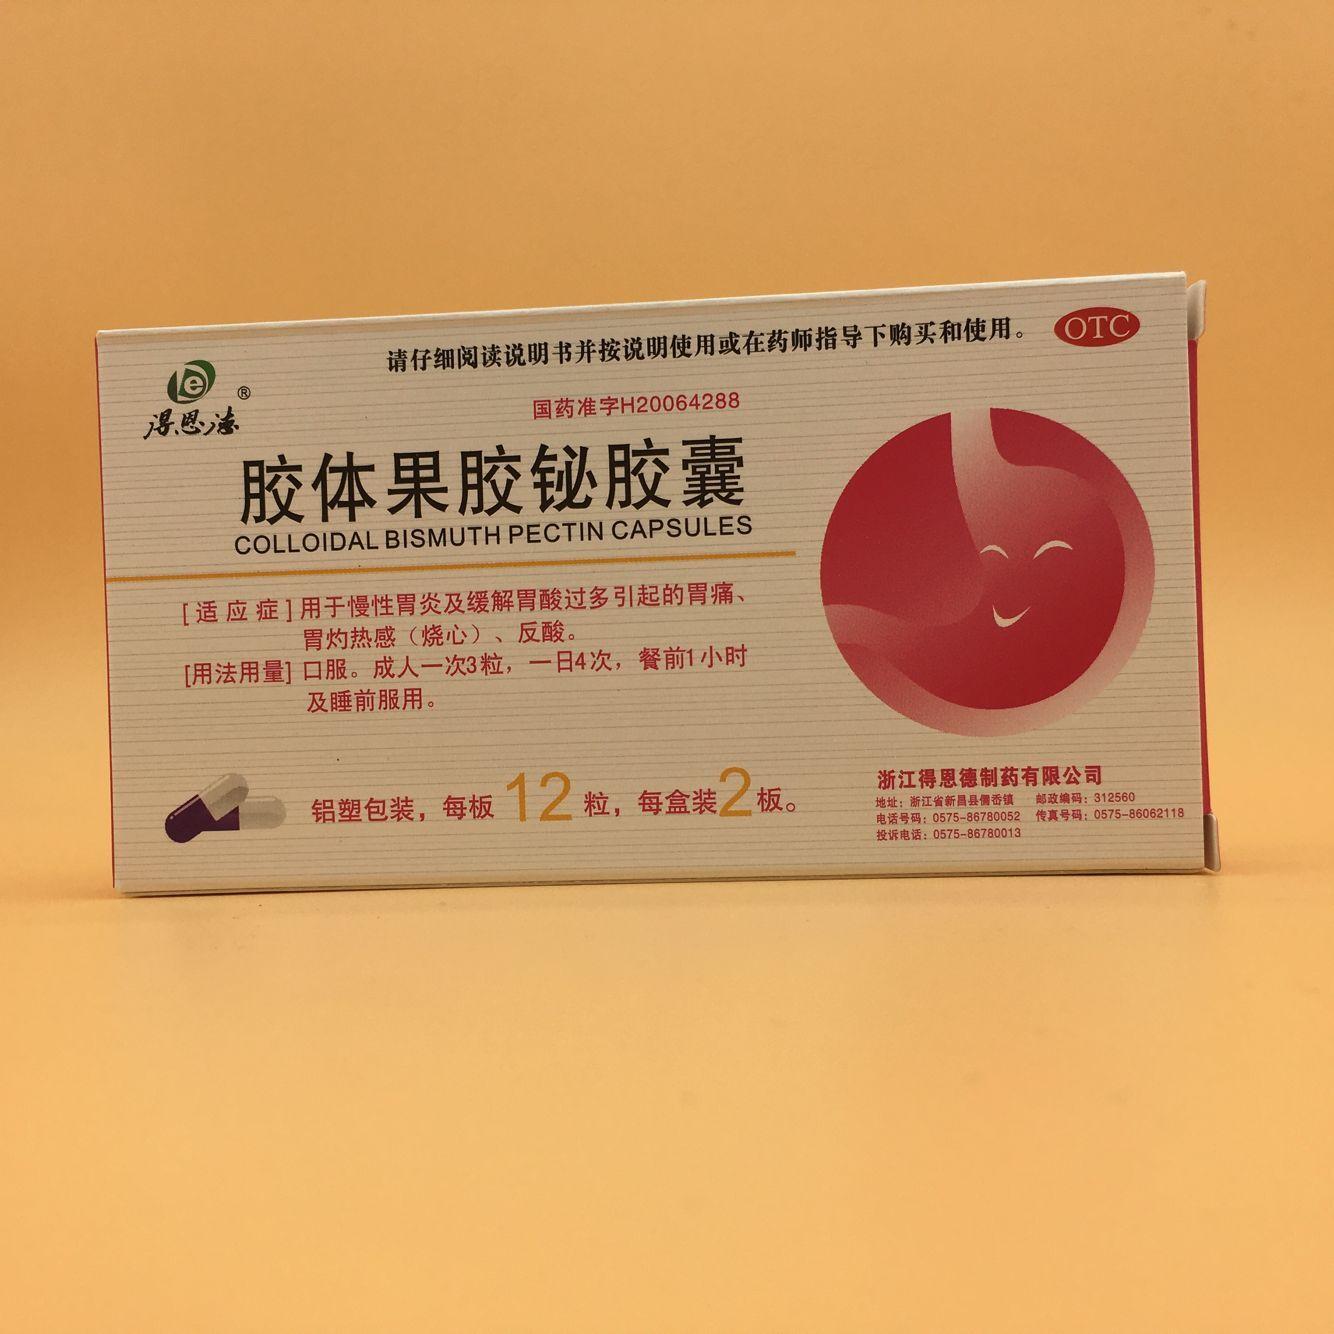 请仔细阅读说明书并按说明使用或在药师指导下购买和使用。
OTC
e
得恩德®
国药准字H20064288
胶体果胶铋胶囊
COLLOIDAL BISMUTH PECTIN CAPSULES
[适应症]用于慢性胃炎及缓解胃酸过多引起的胃痛、
胃灼热感（烧心）、反酸。
[用法用量]口服。成人一次3粒，一日4次，餐前1小时
及睡前服用。
铝塑包装，每板12粒，每盒装2板。
浙江得恩德制药有限公司
地址：浙江省新昌县儒岙镇 邮政编码：312560
电话号码：0575-86780052 传真号码：0575-86062118
投诉电话：0575-86780013